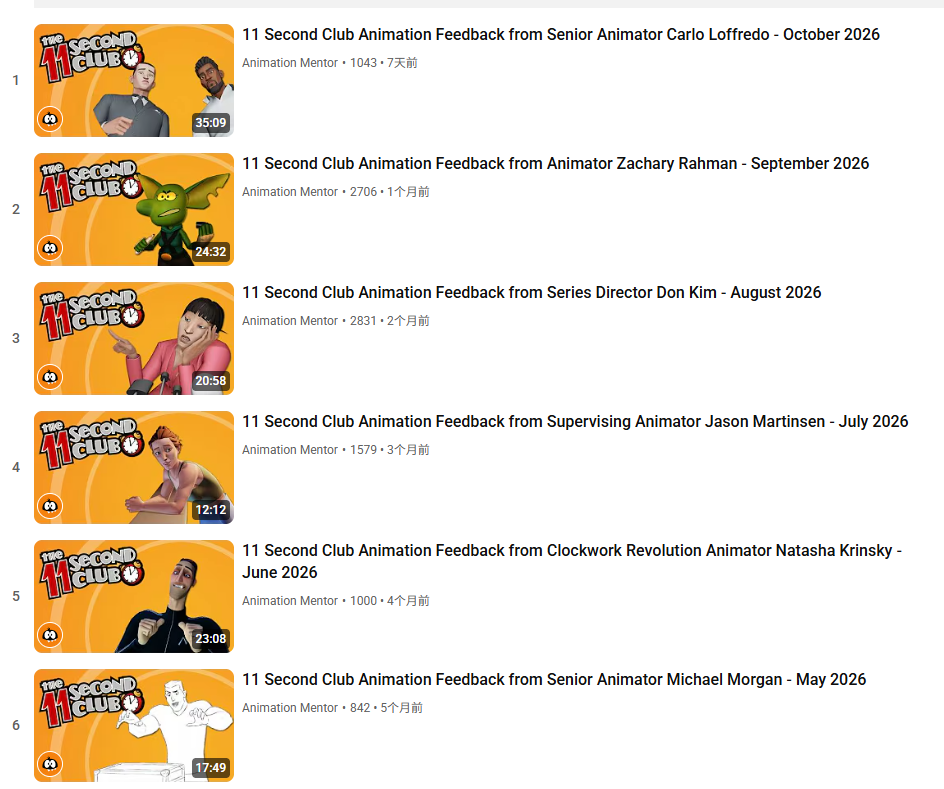 1
THE 11 SECOND CLUB
35:09
11 Second Club Animation Feedback from Senior Animator Carlo Loffredo - October 2026
Animation Mentor • 1043 • 7天前
2
THE 11 SECOND CLUB
24:32
11 Second Club Animation Feedback from Animator Zachary Rahman - September 2026
Animation Mentor • 2706 • 1个月前
3
THE 11 SECOND CLUB
20:58
11 Second Club Animation Feedback from Series Director Don Kim - August 2026
Animation Mentor • 2831 • 2个月前
4
THE 11 SECOND CLUB
12:12
11 Second Club Animation Feedback from Supervising Animator Jason Martinsen - July 2026
Animation Mentor • 1579 • 3个月前
5
THE 11 SECOND CLUB
23:08
11 Second Club Animation Feedback from Clockwork Revolution Animator Natasha Krinsky -
June 2026
Animation Mentor • 1000 • 4个月前
6
THE 11 SECOND CLUB
17:49
11 Second Club Animation Feedback from Senior Animator Michael Morgan - May 2026
Animation Mentor • 842 • 5个月前